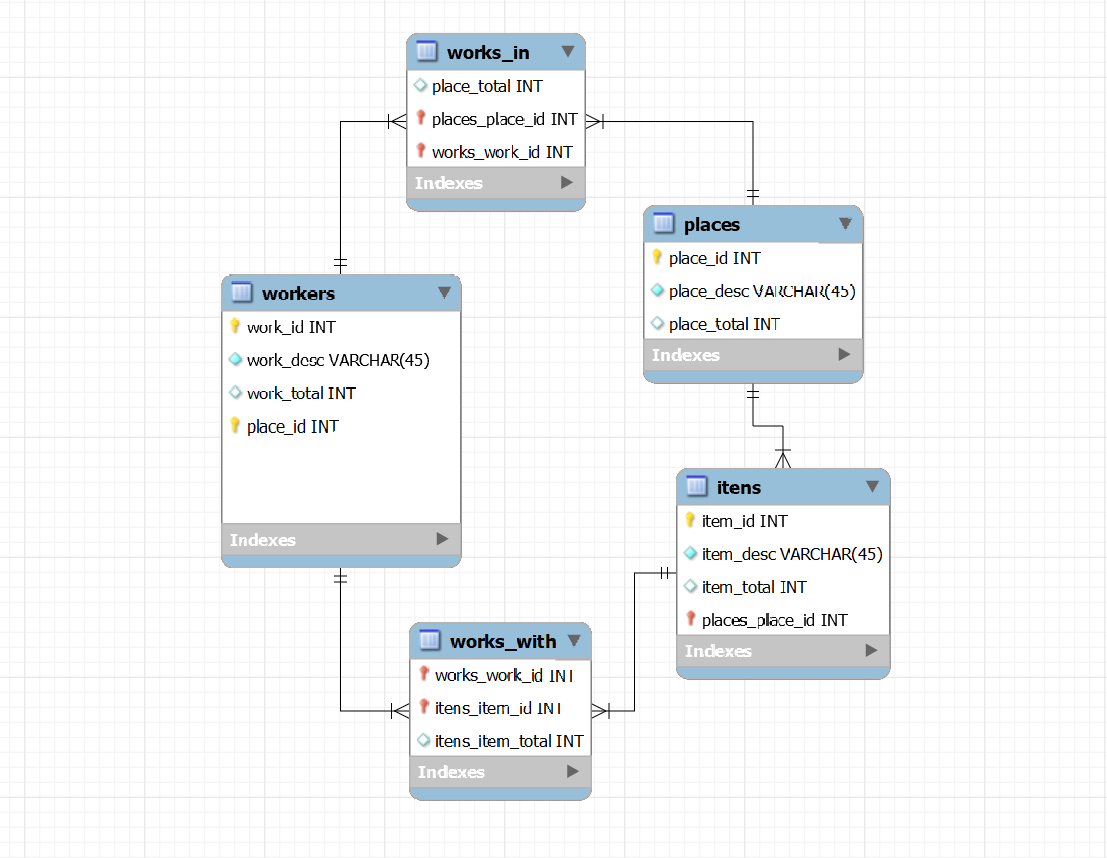 works_in
place_total INT
places_place_id INT
works_work_id INT
Indexes
places
place_id INT
place_desc VARCHAR(45)
place_total INT
Indexes
workers
work_id INT
work_desc VARCHAR(45)
work_total INT
place_id INT
Indexes
itens
item_id INT
item_desc VARCHAR(45)
item_total INT
places_place_id INT
Indexes
works_with
works_work_id INT
itens_item_id INT
itens_item_total INT
Indexes